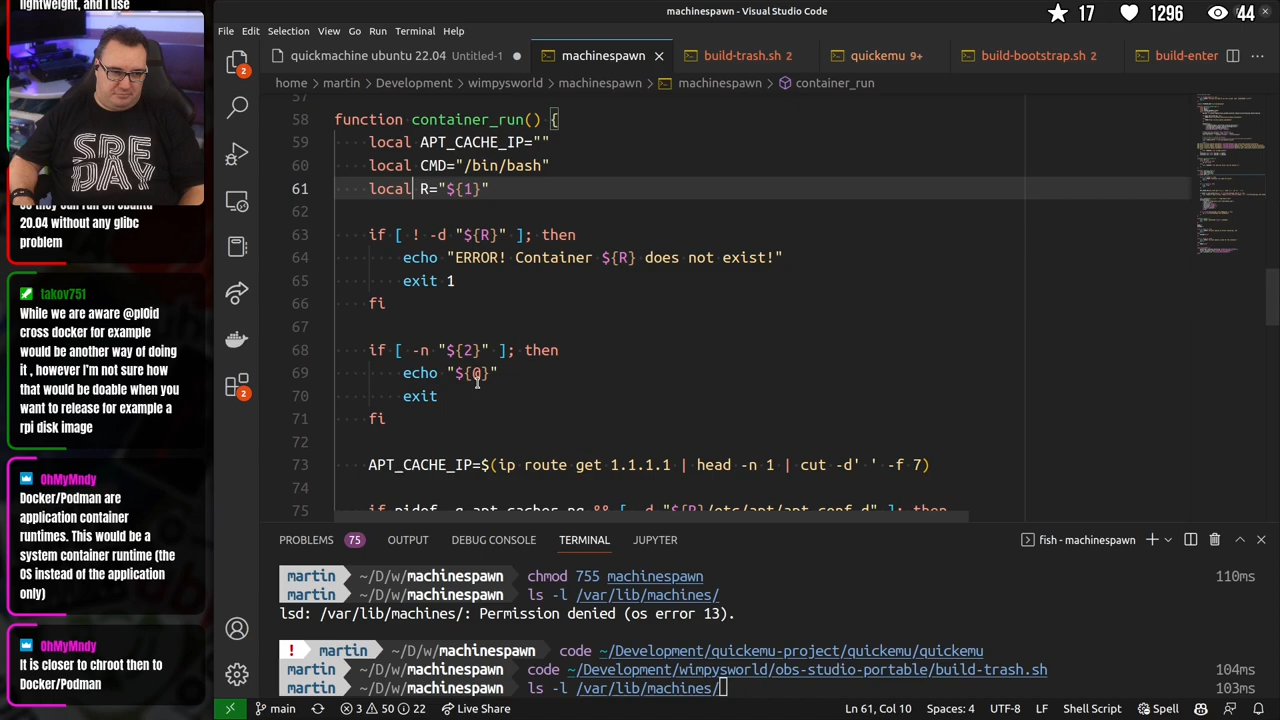 machinespawn - Visual Studio Code
17
1296
44
File Edit Selection View Go Run Terminal Help
quickmachine ubuntu 22.04 Untitled-1
machinespawn
build-trash.sh 2
quickemu 9+
build-bootstrap.sh 2
build-enter
home > martin > Development > wimpysworld > machinespawn > machinespawn > container_run
57
58 function container_run() {
59 local APT_CACHE_IP=""
60 local CMD="/bin/bash"
61 local R="${1}"
62
63 if [ ! -d "${R}" ]; then
64 echo "ERROR! Container ${R} does not exist!"
65 exit 1
66 fi
67
68 if [ -n "${2}" ]; then
69 echo "${@}"
70 exit
71 fi
72
73 APT_CACHE_IP=$(ip route get 1.1.1.1 | head -n 1 | cut -d' ' -f 7)
74
75
PROBLEMS 75 OUTPUT DEBUG CONSOLE TERMINAL JUPYTER
fish - machinespawn
martin ~/D/w/machinespawn chmod 755 machinespawn 110ms
martin ~/D/w/machinespawn ls -l /var/lib/machines/
lsd: /var/lib/machines/: Permission denied (os error 13).
! martin ~/D/w/machinespawn code ~/Development/quickemu-project/quickemu/quickemu
martin ~/D/w/machinespawn code ~/Development/wimpysworld/obs-studio-portable/build-trash.sh 104ms
martin ~/D/w/machinespawn ls -l /var/lib/machines/ 103ms
main 3 50 22 Live Share
Ln 61, Col 10 Spaces: 4 UTF-8 LF Shell Script Spell
2
2
lightweight, and I use
SRE
DAY
20.04 without any glibc
problem
takov751
While we are aware @pl0id
cross docker for example
would be another way of doing
it , however I'm not sure how
that would be doable when you
want to release for example a
rpi disk image
OhMyMndy
Docker/Podman are
application container
runtimes. This would be a
system container runtime (the
OS instead of the application
only)
OhMyMndy
It is closer to chroot then to
Docker/Podman